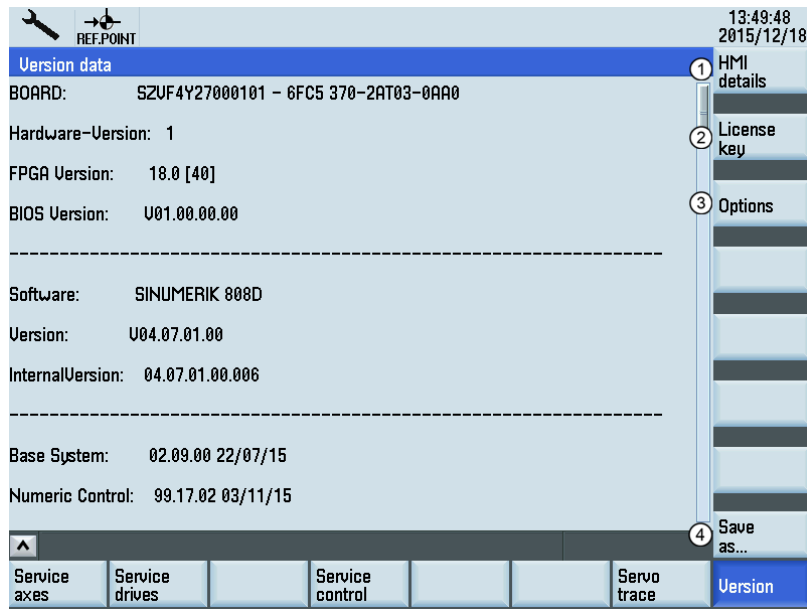 13:49:48
REF.POINT
2015/12/18
Version data
1
HMI
details
BOARD: SZVF4Y27000101 - 6FC5 370-2AT03-0AA0
Hardware-Version: 1
2
License
key
FPGA Version: 18.0 [40]
3
Options
BIOS Version: V01.00.00.00
--------------------------------------------------------------
Software: SINUMERIK 808D
Version: V04.07.01.00
InternalVersion: 04.07.01.00.006
--------------------------------------------------------------
Base System: 02.09.00 22/07/15
Numeric Control: 99.17.02 03/11/15
4
Save
as...
Service
axes
Service
drives
Service
control
Servo
trace
Version